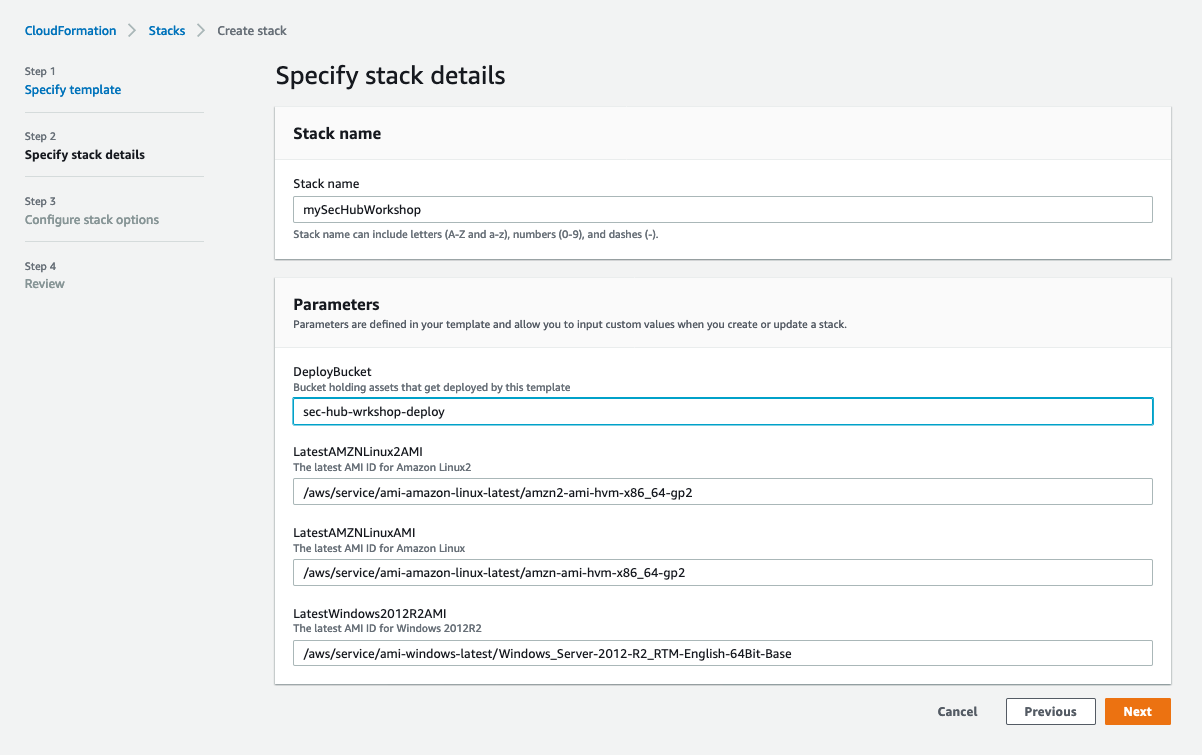 CloudFormation > Stacks > Create stack
Step 1
Specify template
Step 2
Specify stack details
Step 3
Configure stack options
Step 4
Review
Specify stack details
Stack name
Stack name
mySecHubWorkshop
Stack name can include letters (A-Z and a-z), numbers (0-9), and dashes (-).
Parameters
Parameters are defined in your template and allow you to input custom values when you create or update a stack.
DeployBucket
Bucket holding assets that get deployed by this template
sec-hub-wrkshop-deploy
LatestAMZNLinux2AMI
The latest AMI ID for Amazon Linux2
/aws/service/ami-amazon-linux-latest/amzn2-ami-hvm-x86_64-gp2
LatestAMZNLinuxAMI
The latest AMI ID for Amazon Linux
/aws/service/ami-amazon-linux-latest/amzn-ami-hvm-x86_64-gp2
LatestWindows2012R2AMI
The latest AMI ID for Windows 2012R2
/aws/service/ami-windows-latest/Windows_Server-2012-R2_RTM-English-64Bit-Base
Cancel Previous Next